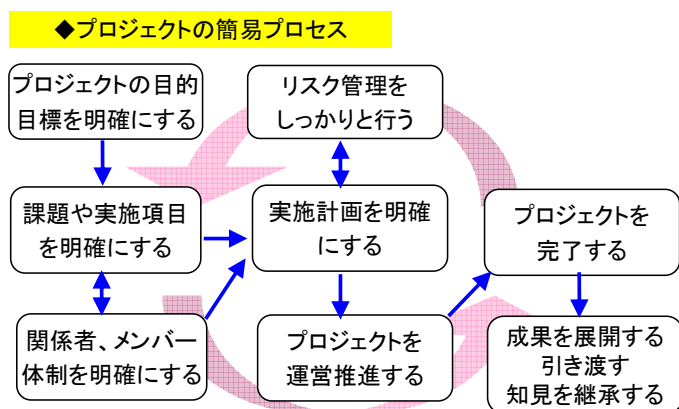 ◆プロジェクトの簡易プロセス
プロジェクトの目的
目標を明確にする
リスク管理を
しっかりと行う
課題や実施項目
を明確にする
実施計画を明確
にする
プロジェクトを
完了する
関係者、メンバー
体制を明確にする
プロジェクトを
運営推進する
成果を展開する
引き渡す
知見を継承する